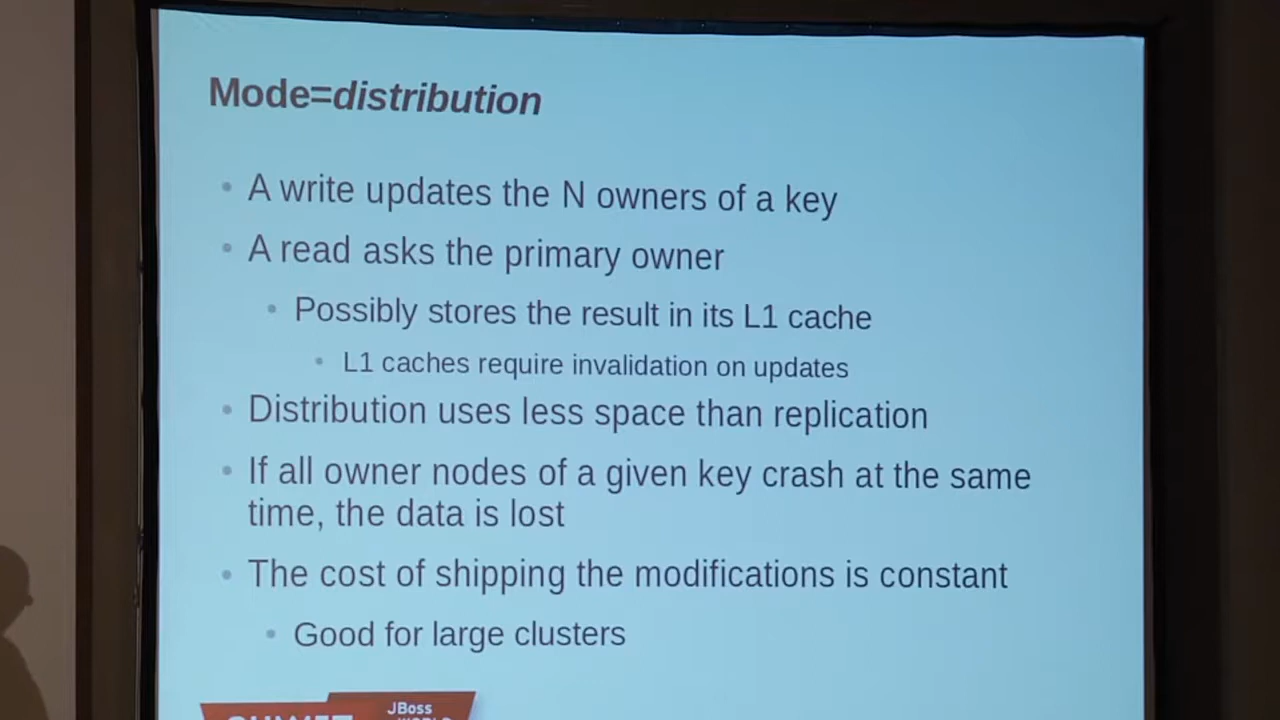 Mode=distribution
• A write updates the N owners of a key
• A read asks the primary owner
• Possibly stores the result in its L1 cache
• L1 caches require invalidation on updates
• Distribution uses less space than replication
• If all owner nodes of a given key crash at the same
time, the data is lost
• The cost of shipping the modifications is constant
• Good for large clusters
JBoss